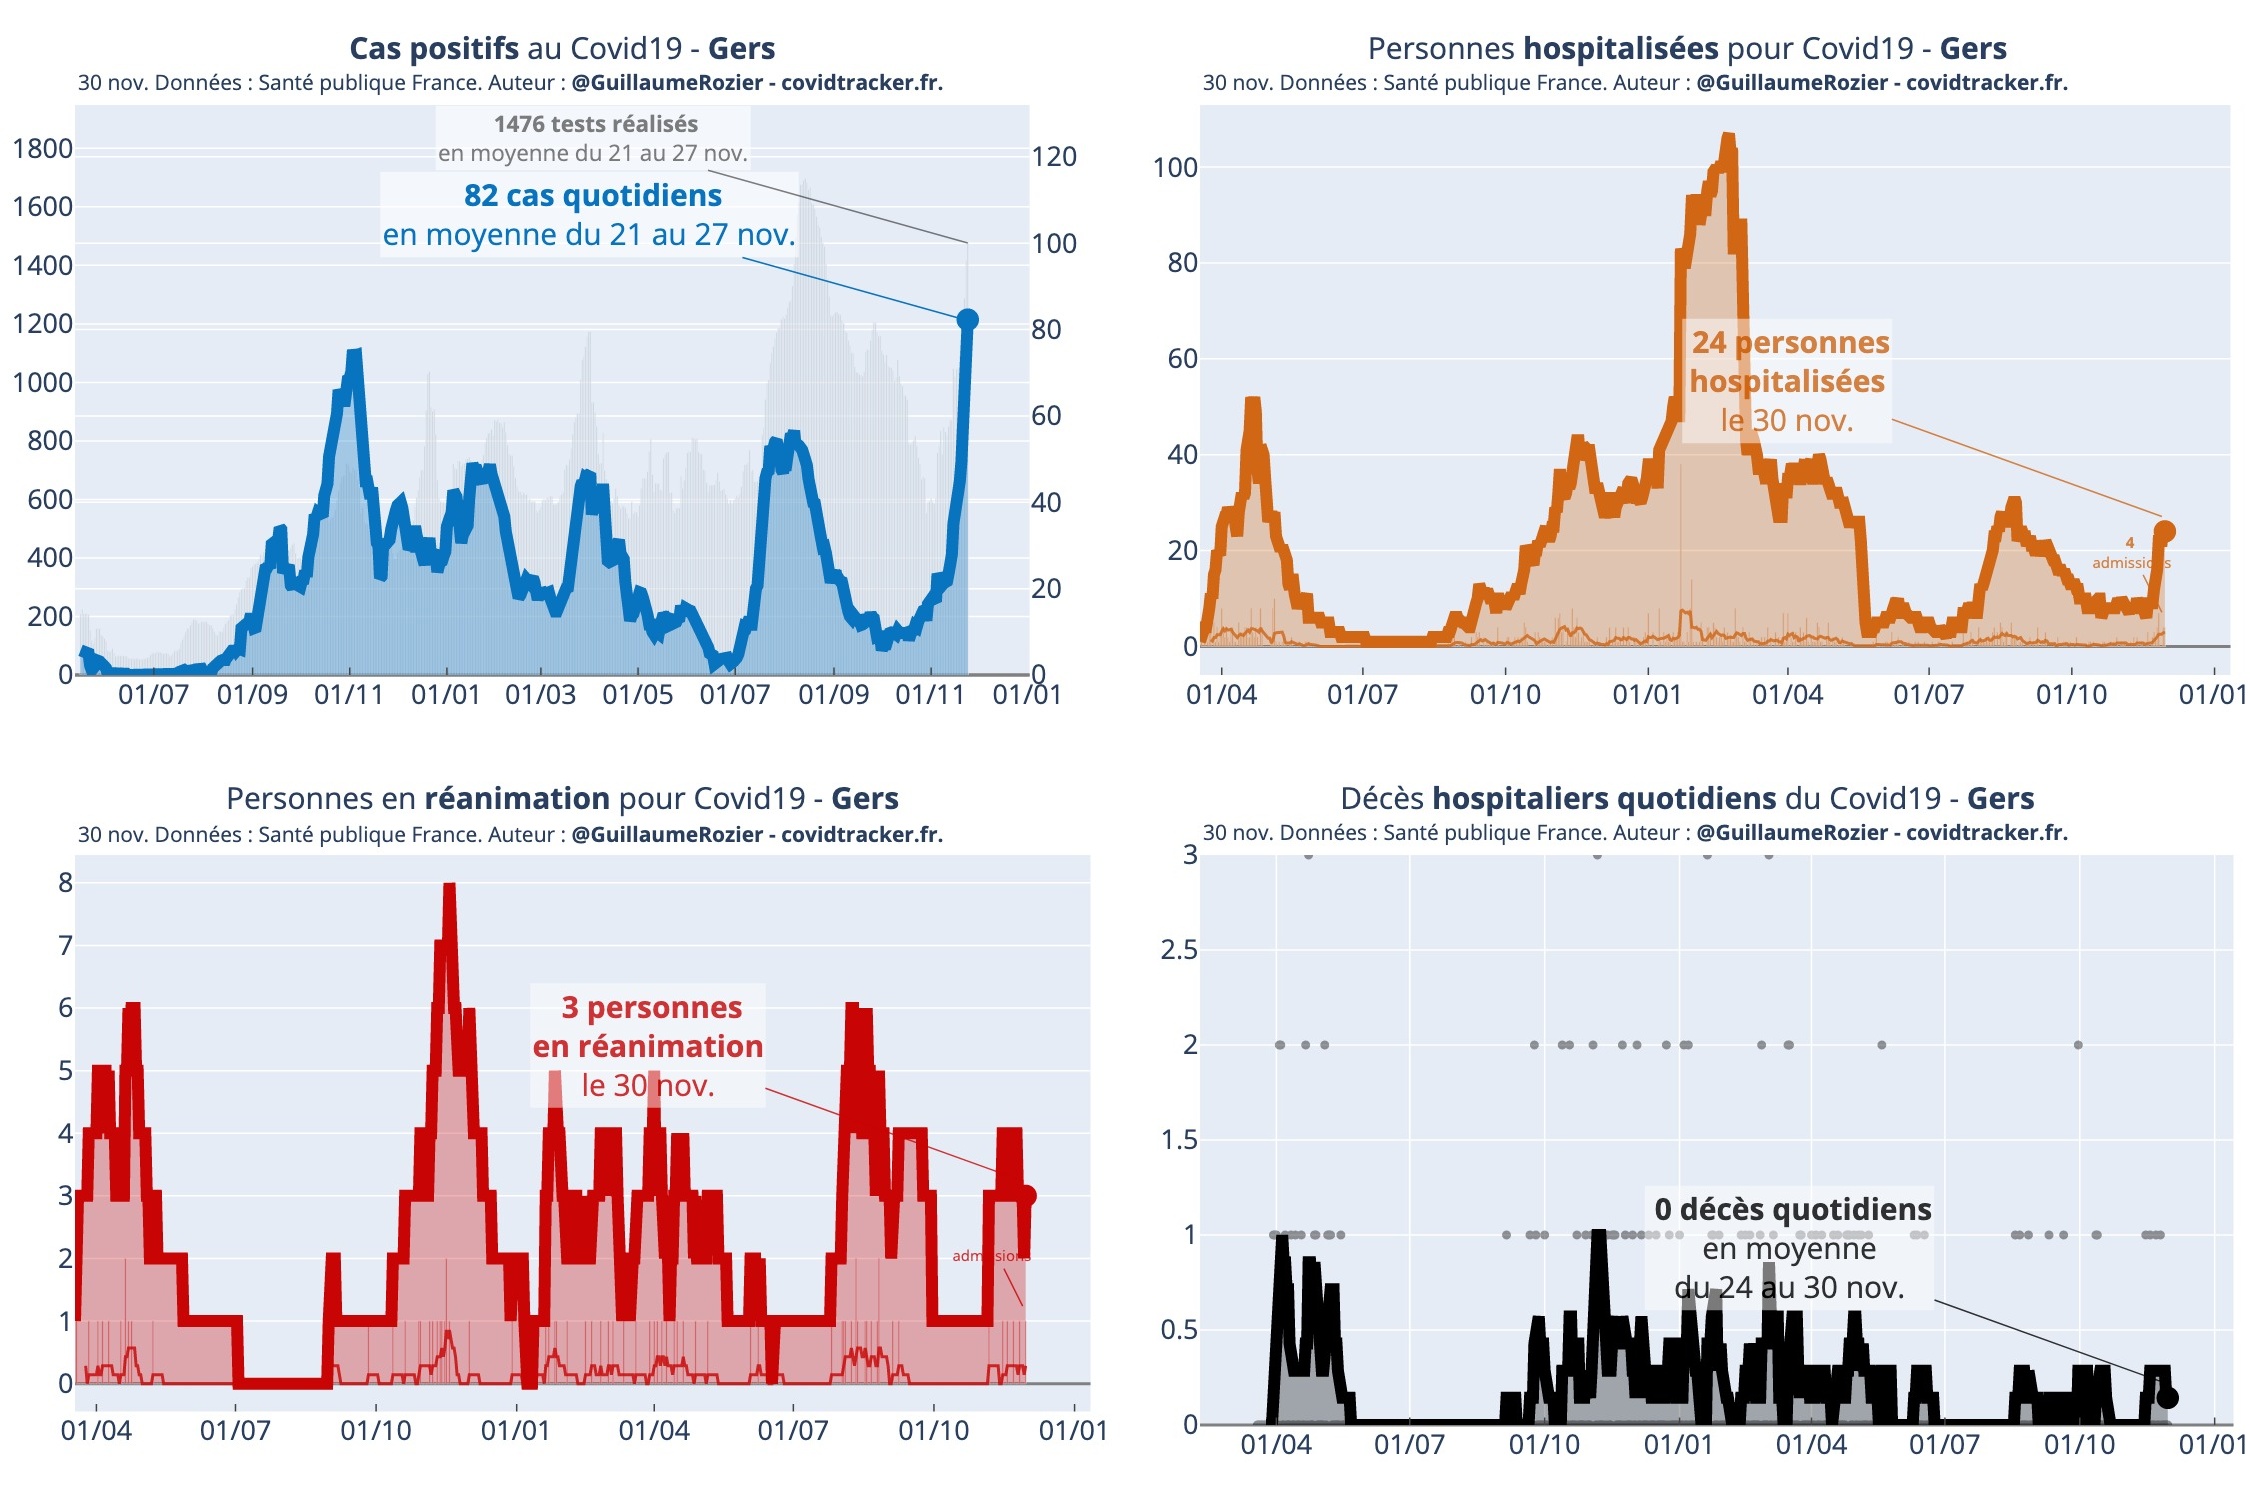 Cas positifs au Covid19 - Gers
30 nov. Données : Santé publique France. Auteur : @GuillaumeRozier - covidtracker.fr.
1476 tests réalisés
en moyenne du 21 au 27 nov.
82 cas quotidiens
en moyenne du 21 au 27 nov.
1800
1600
1400
1200
1000
800
600
400
200
0
120
100
80
60
40
20
0
01/07 01/09 01/11 01/01 01/03 01/05 01/07 01/09 01/11 01/01
Personnes hospitalisées pour Covid19 - Gers
30 nov. Données : Santé publique France. Auteur : @GuillaumeRozier - covidtracker.fr.
100
80
60
40
20
0
24 personnes
hospitalisées
le 30 nov.
4
admissions
01/04 01/07 01/10 01/01 01/04 01/07 01/10 01/01
Personnes en réanimation pour Covid19 - Gers
30 nov. Données : Santé publique France. Auteur : @GuillaumeRozier - covidtracker.fr.
8
7
6
5
4
3
2
1
0
3 personnes
en réanimation
le 30 nov.
admissions
01/04 01/07 01/10 01/01 01/04 01/07 01/10 01/01
Décès hospitaliers quotidiens du Covid19 - Gers
30 nov. Données : Santé publique France. Auteur : @GuillaumeRozier - covidtracker.fr.
3
2.5
2
1.5
1
0.5
0
0 décès quotidiens
en moyenne
du 24 au 30 nov.
01/04 01/07 01/10 01/01 01/04 01/07 01/10 01/01